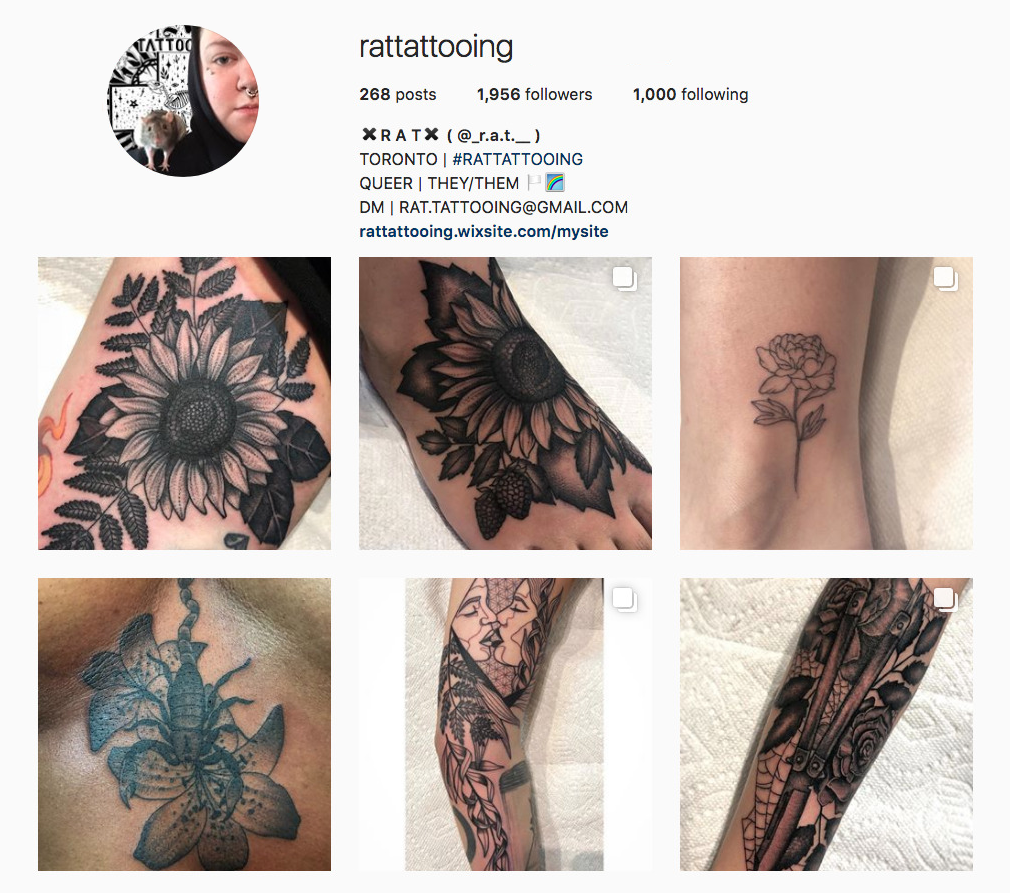 TATTOO
rattattooing
268 posts 1,956 followers 1,000 following
✖R A T✖ ( @_r.a.t.__ )
TORONTO | #RATTATTOOING
QUEER | THEY/THEM 🏳️🌈
DM | RAT.TATTOOING@GMAIL.COM
rattattooing.wixsite.com/mysite